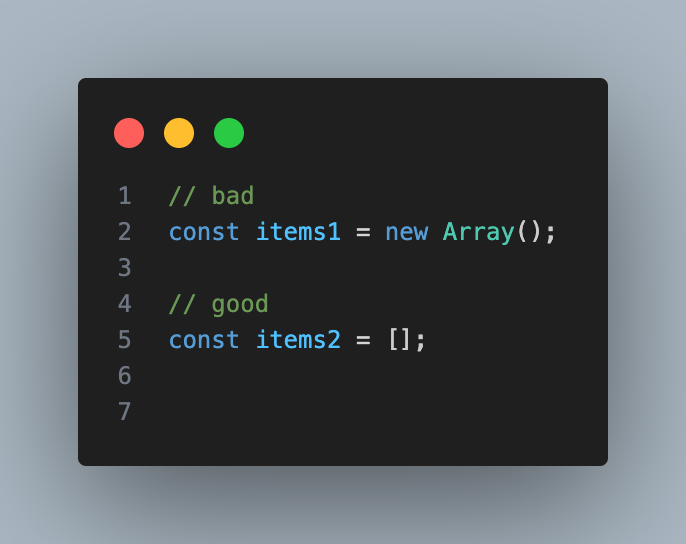 1 // bad
2 const items1 = new Array();
3
4 // good
5 const items2 = [];
6
7